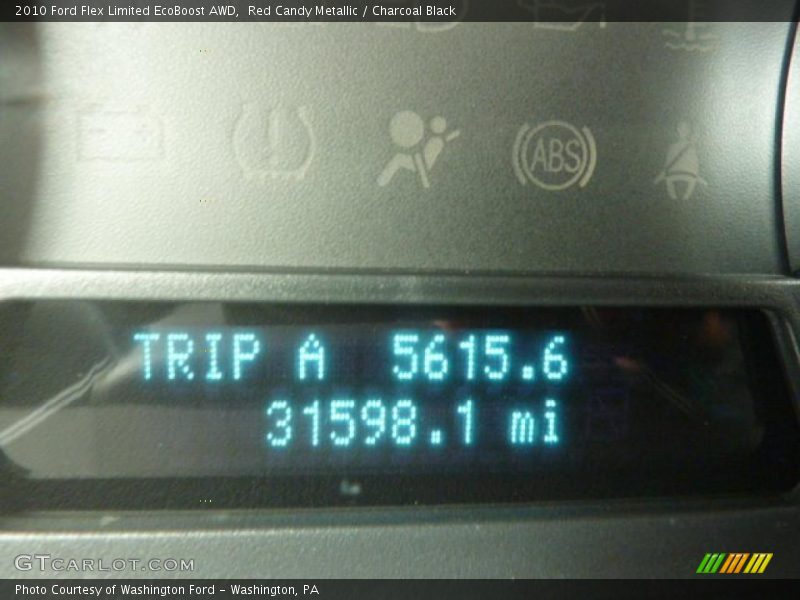 2010 Ford Flex Limited EcoBoost AWD,  Red Candy Metallic / Charcoal Black
ABS
TRIP A 5615.6
31598.1 mi
GTCARLOT.COM
Photo Courtesy of Washington Ford - Washington, PA